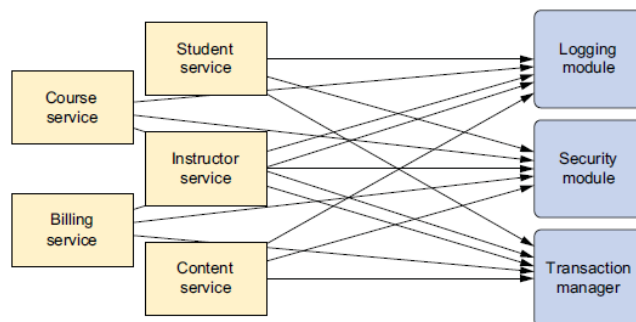 Student
service
Logging
module
Course
service
Instructor
service
Security
module
Billing
service
Content
service
Transaction
manager